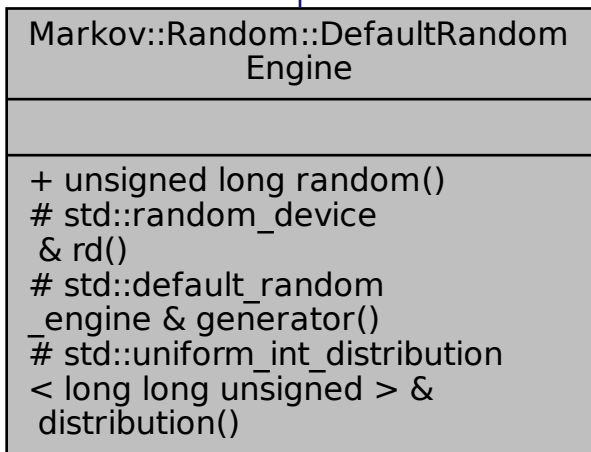 Markov::Random::DefaultRandom
Engine
+ unsigned long random()
# std::random_device
& rd()
# std::default_random
_engine & generator()
# std::uniform_int_distribution
< long long unsigned > &
distribution()